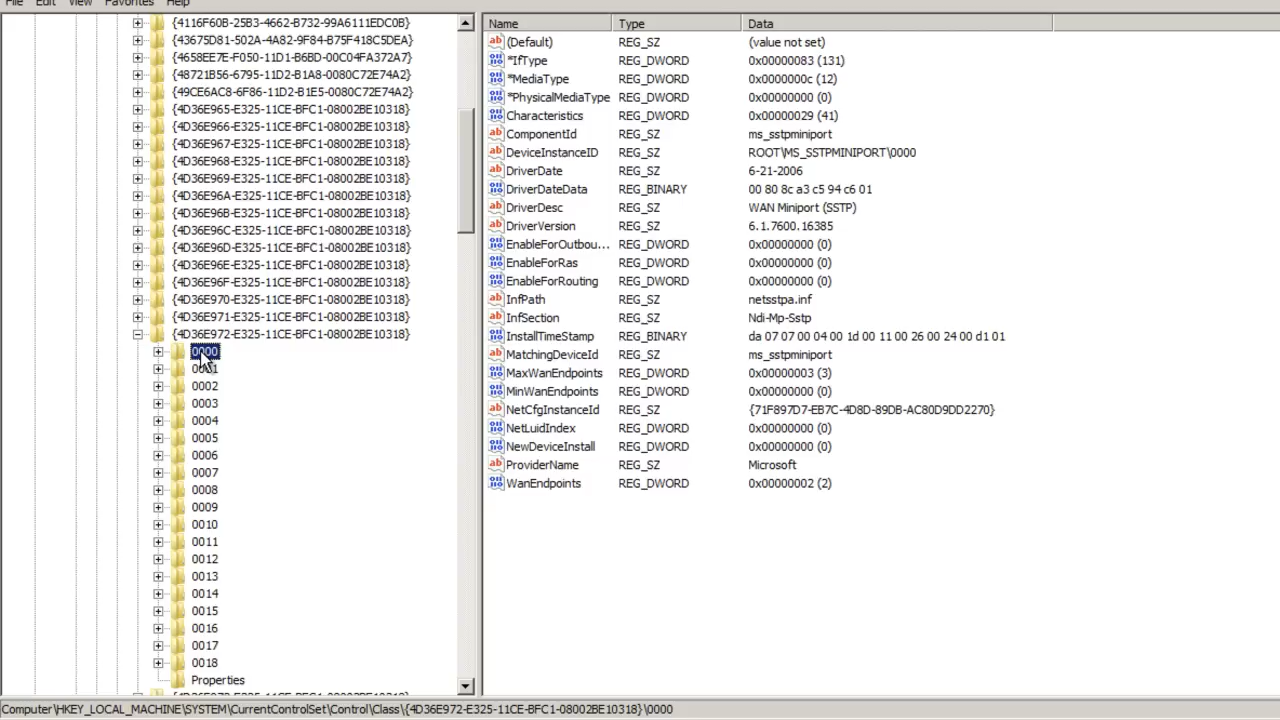 File Edit View Favorites Help
{4116F60B-25B3-4662-B732-99A6111EDC0B}
{43675D81-502A-4A82-9F84-B75F418C5DEA}
{4658EE7E-F050-11D1-B6BD-00C04FA372A7}
{48721B56-6795-11D2-B1A8-0080C72E74A2}
{49CE6AC8-6F86-11D2-B1E5-0080C72E74A2}
{4D36E965-E325-11CE-BFC1-08002BE10318}
{4D36E966-E325-11CE-BFC1-08002BE10318}
{4D36E967-E325-11CE-BFC1-08002BE10318}
{4D36E968-E325-11CE-BFC1-08002BE10318}
{4D36E969-E325-11CE-BFC1-08002BE10318}
{4D36E96A-E325-11CE-BFC1-08002BE10318}
{4D36E96B-E325-11CE-BFC1-08002BE10318}
{4D36E96C-E325-11CE-BFC1-08002BE10318}
{4D36E96D-E325-11CE-BFC1-08002BE10318}
{4D36E96E-E325-11CE-BFC1-08002BE10318}
{4D36E96F-E325-11CE-BFC1-08002BE10318}
{4D36E970-E325-11CE-BFC1-08002BE10318}
{4D36E971-E325-11CE-BFC1-08002BE10318}
{4D36E972-E325-11CE-BFC1-08002BE10318}
0000
0001
0002
0003
0004
0005
0006
0007
0008
0009
0010
0011
0012
0013
0014
0015
0016
0017
0018
Properties
Name Type Data
(Default) REG_SZ (value not set)
*IfType REG_DWORD 0x00000083 (131)
*MediaType REG_DWORD 0x0000000c (12)
*PhysicalMediaType REG_DWORD 0x00000000 (0)
Characteristics REG_DWORD 0x00000029 (41)
ComponentId REG_SZ ms_sstpminiport
DeviceInstanceID REG_SZ ROOT\MS_SSTPMINIPORT\0000
DriverDate REG_SZ 6-21-2006
DriverDateData REG_BINARY 00 80 8c a3 c5 94 c6 01
DriverDesc REG_SZ WAN Miniport (SSTP)
DriverVersion REG_SZ 6.1.7600.16385
EnableForOutbou... REG_DWORD 0x00000000 (0)
EnableForRas REG_DWORD 0x00000000 (0)
EnableForRouting REG_DWORD 0x00000000 (0)
InfPath REG_SZ netsstpa.inf
InfSection REG_SZ Ndi-Mp-Sstp
InstallTimeStamp REG_BINARY da 07 07 00 04 00 1d 00 11 00 26 00 24 00 d1 01
MatchingDeviceId REG_SZ ms_sstpminiport
MaxWanEndpoints REG_DWORD 0x00000003 (3)
MinWanEndpoints REG_DWORD 0x00000000 (0)
NetCfgInstanceId REG_SZ {71F897D7-EB7C-4D8D-89DB-AC80D9DD2270}
NetLuidIndex REG_DWORD 0x00000000 (0)
NewDeviceInstall REG_DWORD 0x00000000 (0)
ProviderName REG_SZ Microsoft
WanEndpoints REG_DWORD 0x00000002 (2)
Computer\HKEY_LOCAL_MACHINE\SYSTEM\CurrentControlSet\Control\Class\{4D36E972-E325-11CE-BFC1-08002BE10318}\0000